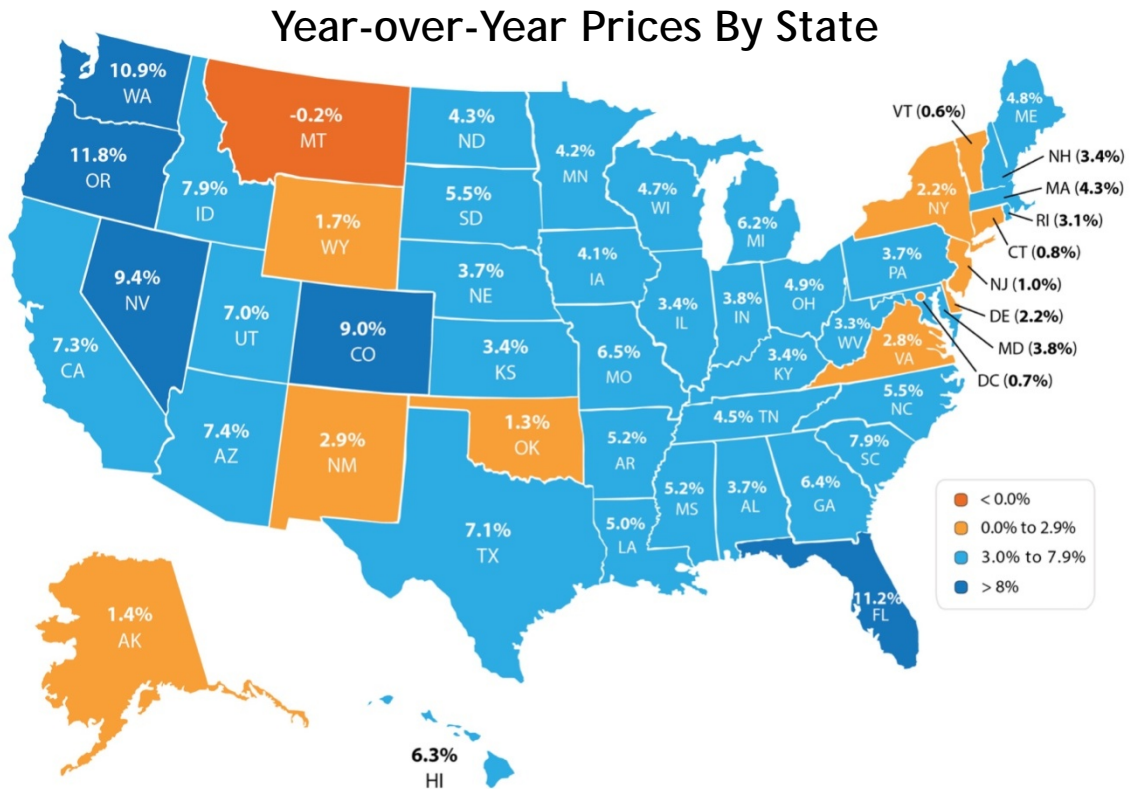 Year-over-Year Prices By State
10.9%
WA
11.8%
OR
7.9%
ID
-0.2%
MT
4.3%
ND
4.2%
MN
4.7%
WI
6.2%
MI
VT (0.6%)
4.8%
ME
NH (3.4%)
MA (4.3%)
RI (3.1%)
CT (0.8%)
NJ (1.0%)
DE (2.2%)
MD (3.8%)
DC (0.7%)
2.2%
NY
5.5%
SD
1.7%
WY
9.4%
NV
7.0%
UT
9.0%
CO
3.7%
NE
4.1%
IA
3.4%
IL
3.8%
IN
4.9%
OH
3.7%
PA
3.3%
WV
2.8%
VA
7.3%
CA
3.4%
KS
6.5%
MO
3.4%
KY
5.5%
NC
4.5% TN
7.9%
SC
7.4%
AZ
2.9%
NM
1.3%
OK
5.2%
AR
5.2%
MS
3.7%
AL
6.4%
GA
7.1%
TX
5.0%
LA
11.2%
FL
1.4%
AK
6.3%
HI
< 0.0%
0.0% to 2.9%
3.0% to 7.9%
> 8%